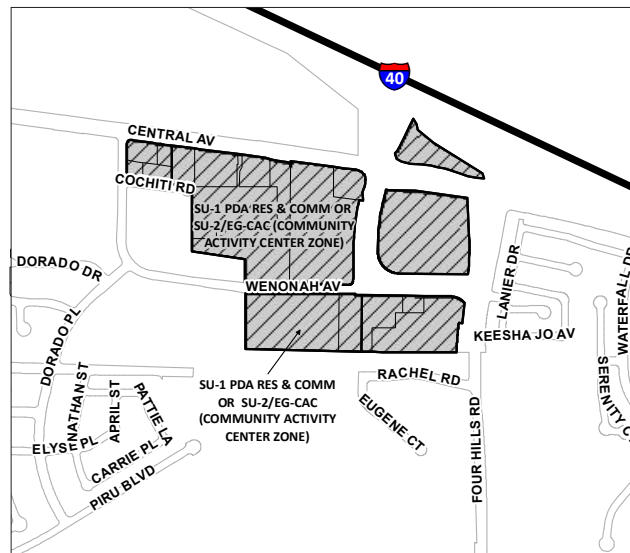 40
CENTRAL AV
COCHITI RD
SU-1 PDA RES & COMM OR
SU-2/EG-CAC (COMMUNITY
ACTIVITY CENTER ZONE)
DORADO DR
WENONAH AV
LANIER DR
WATERFALL DR
DORADO PL
KEESHA JO AV
SU-1 PDA RES & COMM
OR SU-2/EG-CAC
(COMMUNITY ACTIVITY
CENTER ZONE)
RACHEL RD
EUGENE CT
FOUR HILLS RD
NATHAN ST
APRIL ST
PATTIE LA
ELYSE PL
CARRIE PL
PIRU BLVD